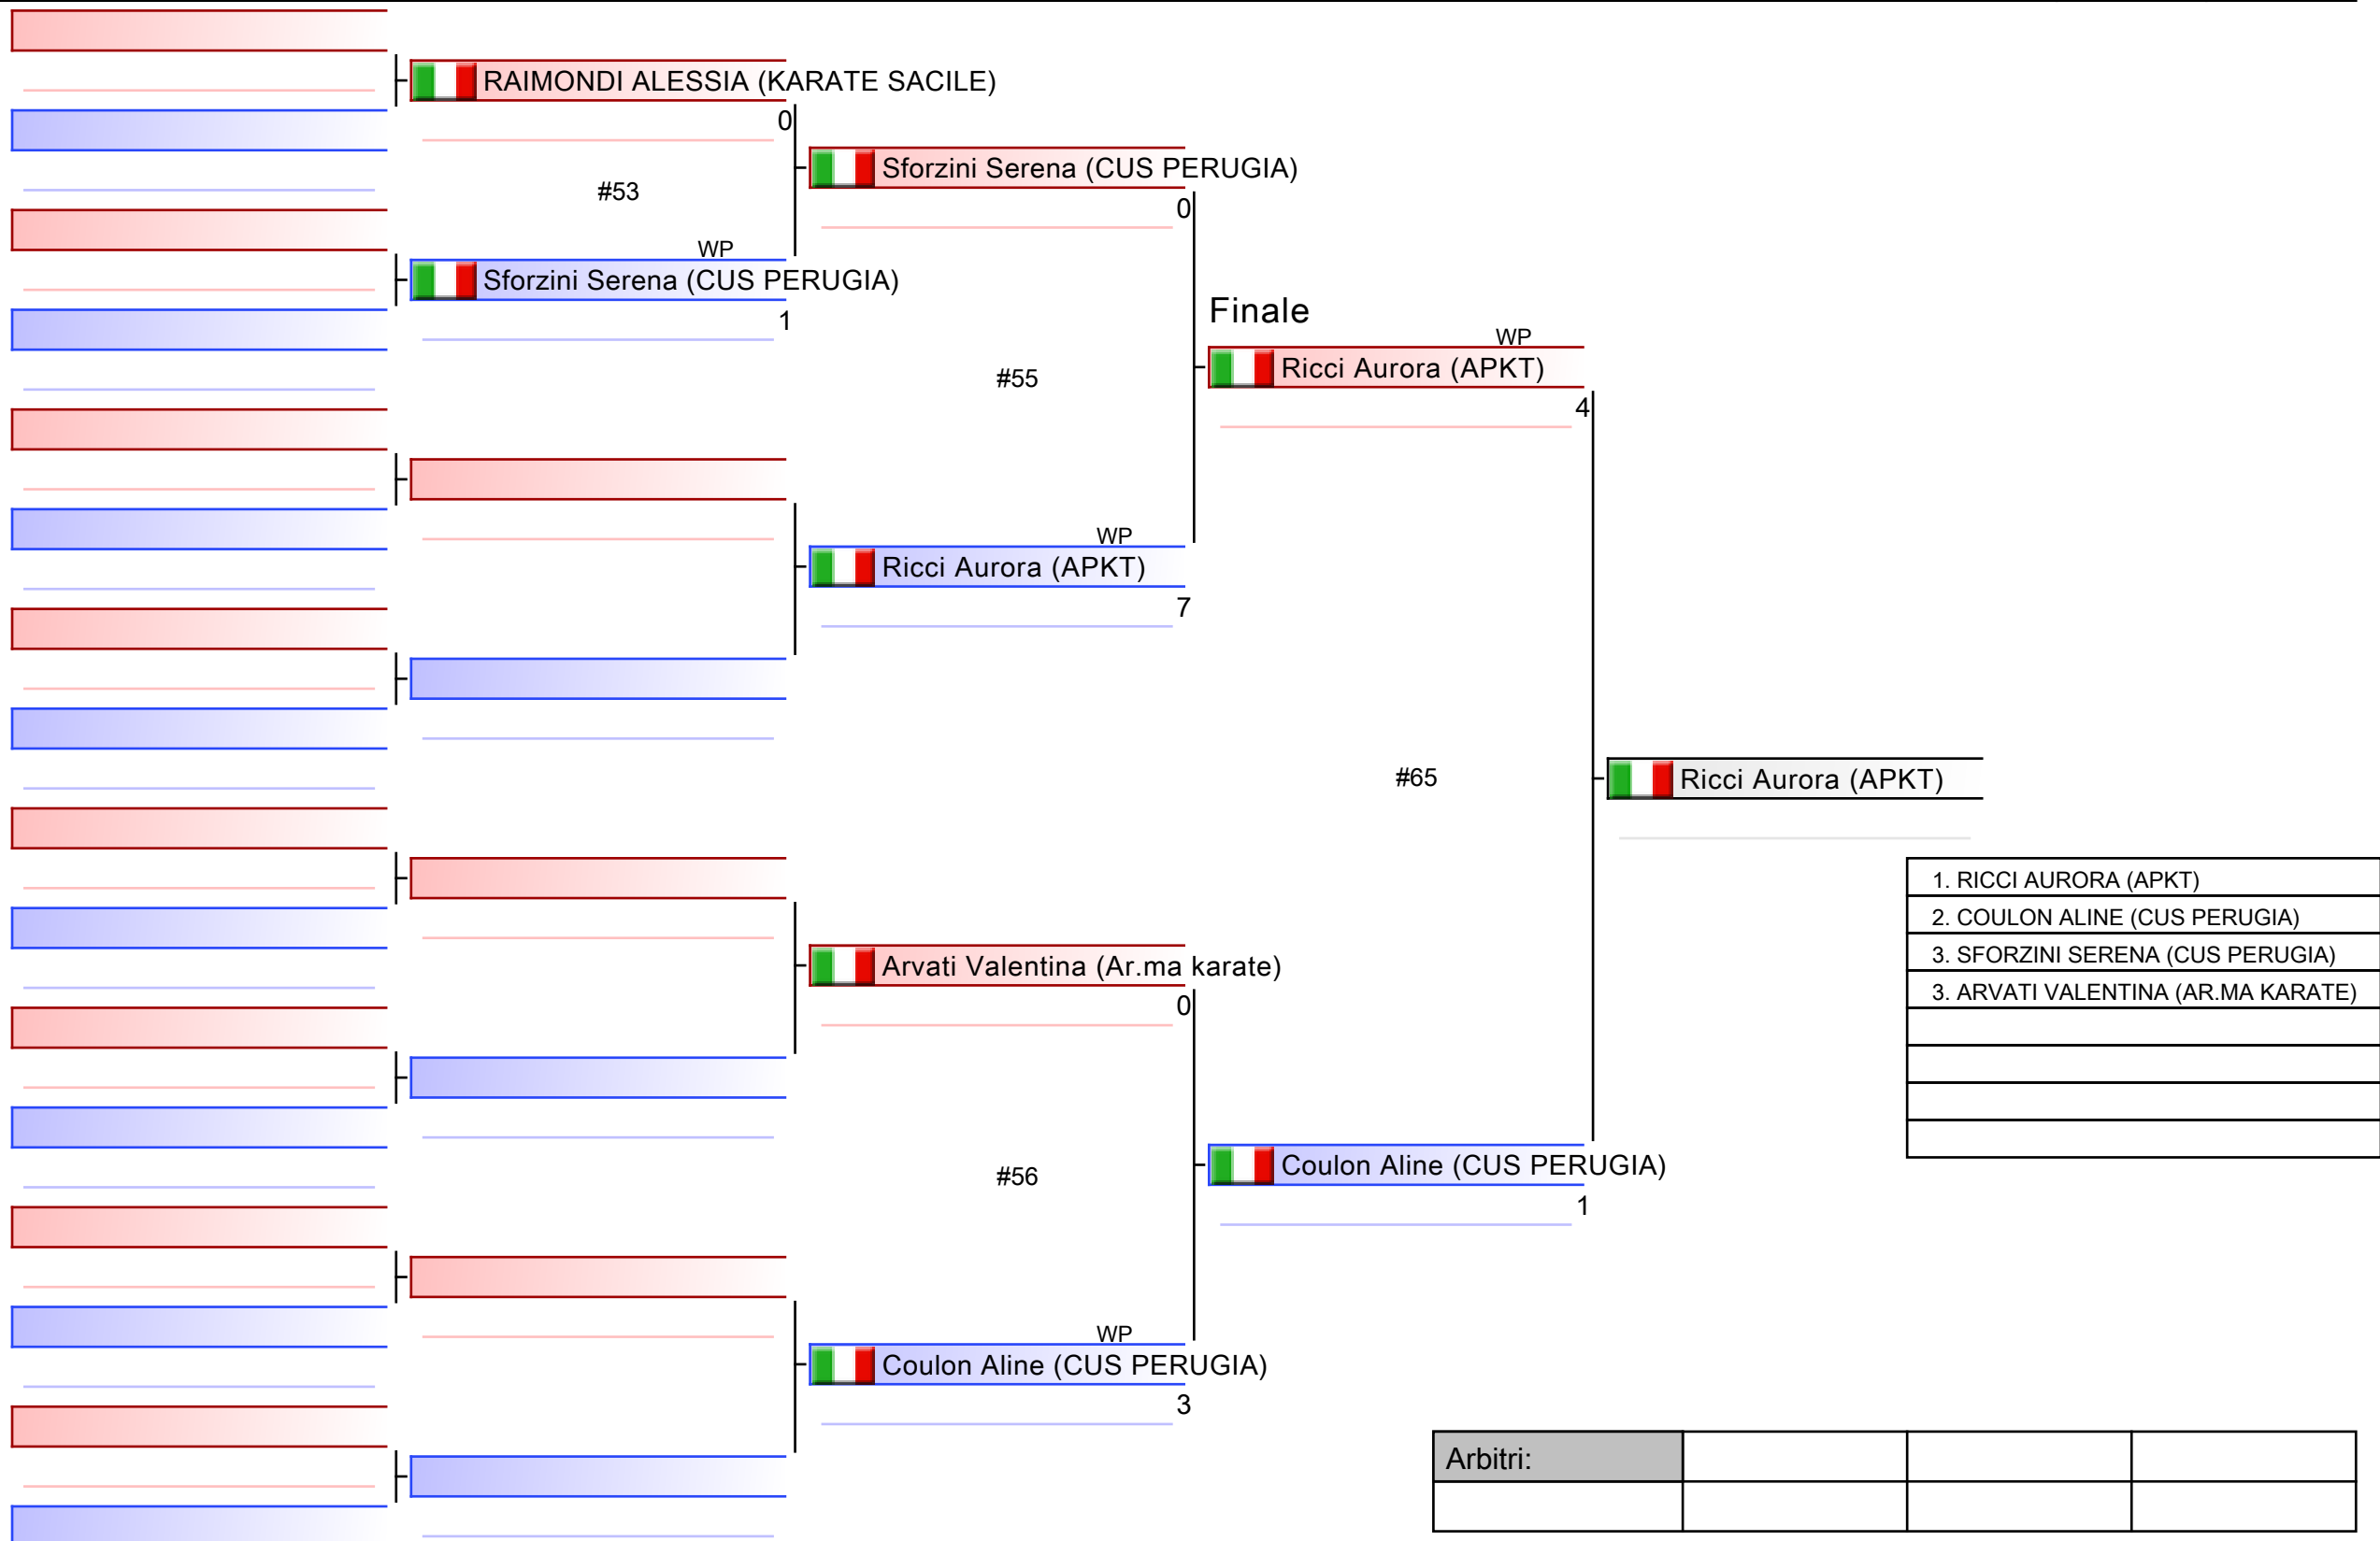 RAIMONDI ALESSIA (KARATE SACILE)
0
#53
WP
Sforzini Serena (CUS PERUGIA)
1
Sforzini Serena (CUS PERUGIA)
0
#55
WP
Ricci Aurora (APKT)
7
Arvati Valentina (Ar.ma karate)
0
#56
WP
Coulon Aline (CUS PERUGIA)
3
Finale
WP
Ricci Aurora (APKT)
4
#65
Coulon Aline (CUS PERUGIA)
1
Ricci Aurora (APKT)
1. RICCI AURORA (APKT)
2. COULON ALINE (CUS PERUGIA)
3. SFORZINI SERENA (CUS PERUGIA)
3. ARVATI VALENTINA (AR.MA KARATE)
Arbitri: